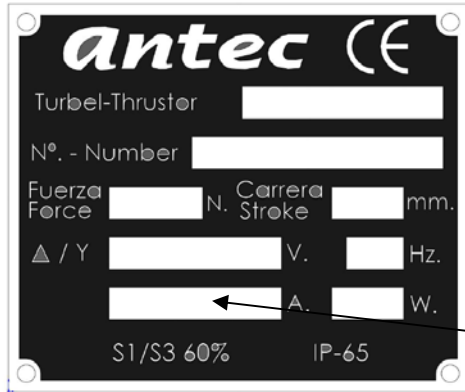 antec CE
Turbel-Thrustor
Nº. - Number
Fuerza Carrera
Force N. Stroke mm.
△ / Y V. Hz.
A. W.
S1/S3 60% IP-65